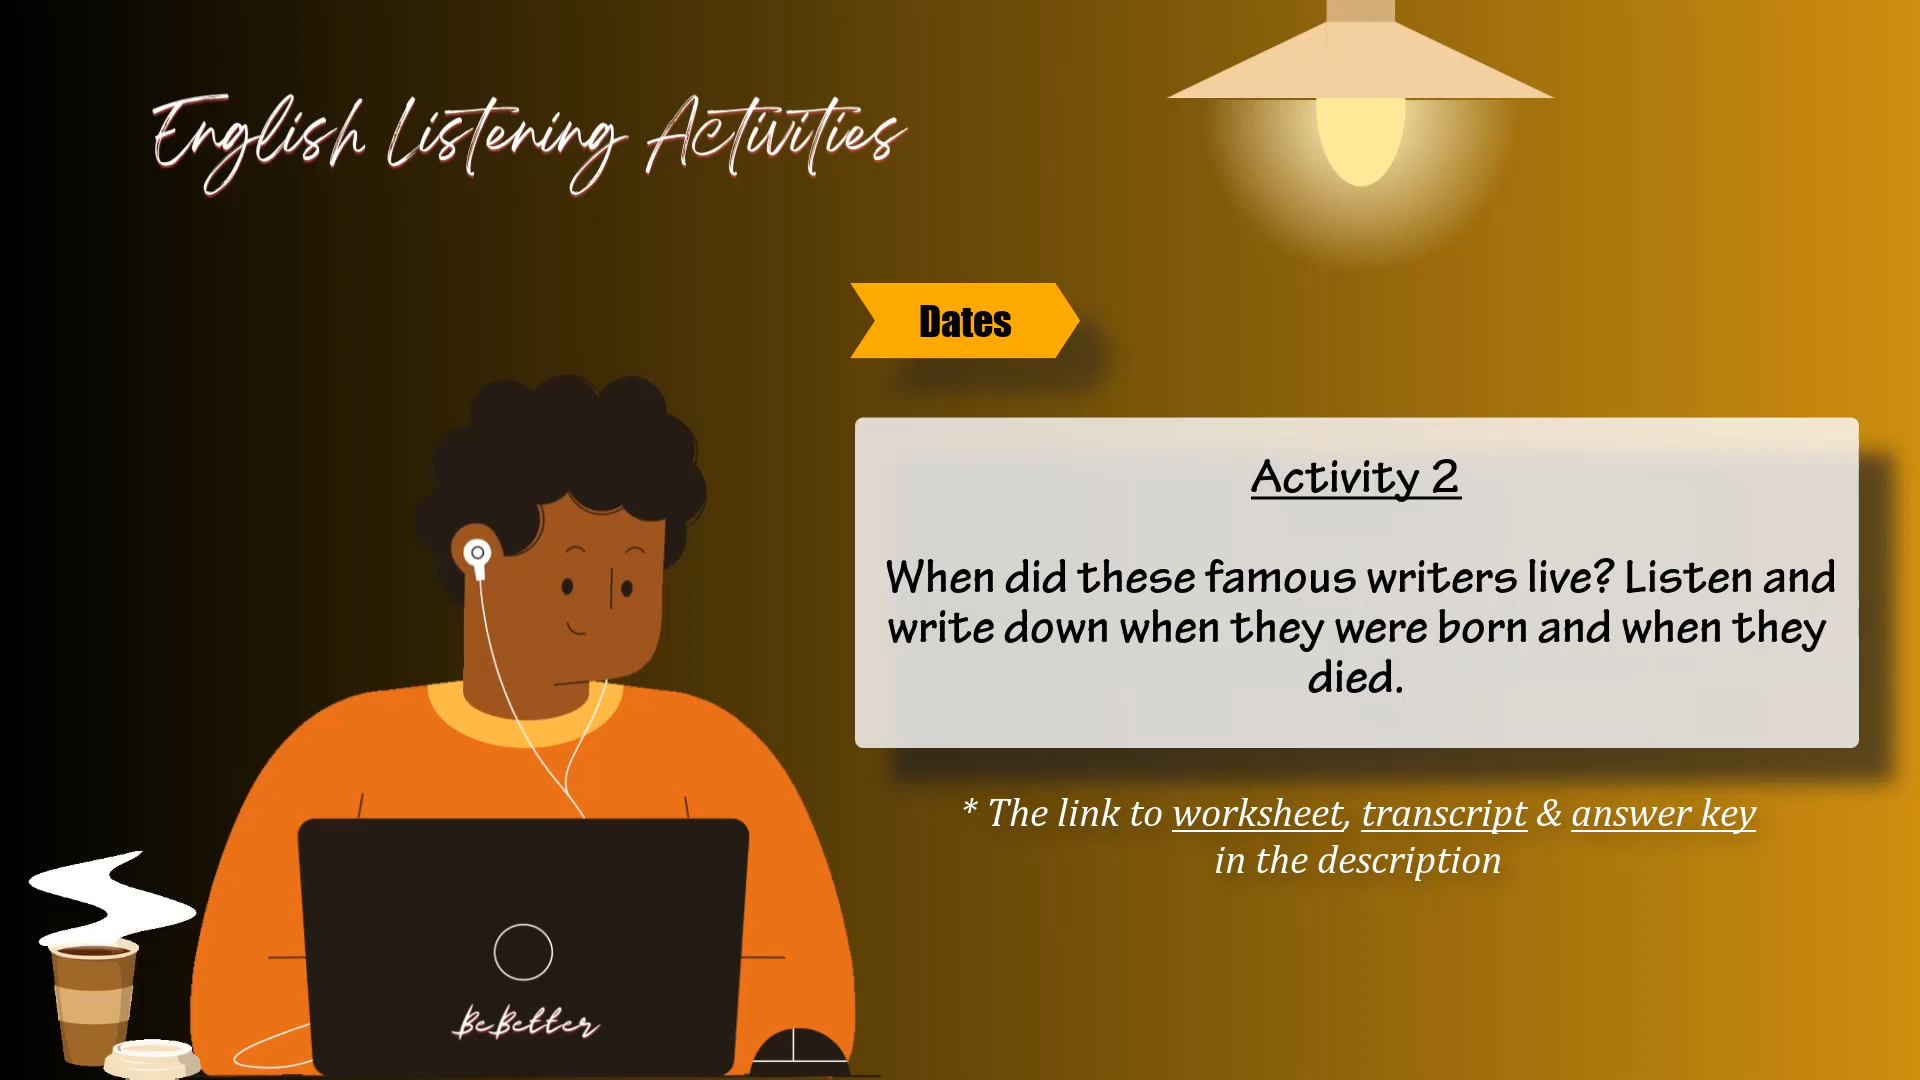 English Listening Activities
Dates
Activity 2
When did these famous writers live? Listen and
write down when they were born and when they
died.
* The link to worksheet, transcript & answer key
in the description
BeBetter